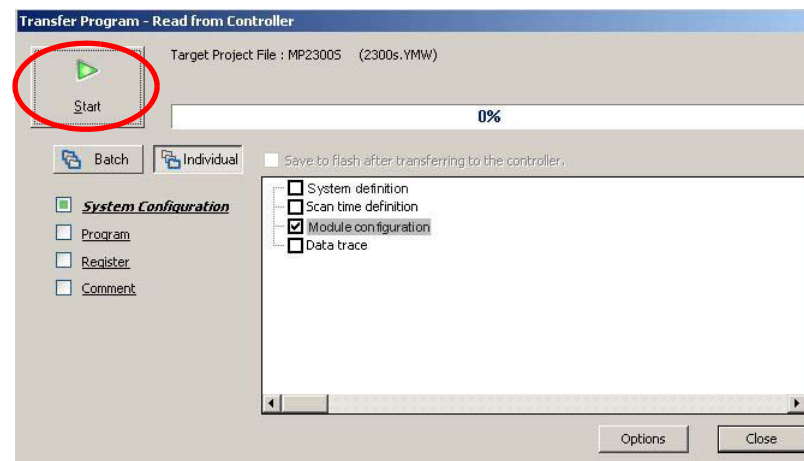 Transfer Program - Read from Controller
Target Project File : MP2300S (2300s.YMW)
Start
0%
Batch
Individual
Save to flash after transferring to the controller.
System Configuration
Program
Register
Comment
System definition
Scan time definition
Module configuration
Data trace
Options
Close